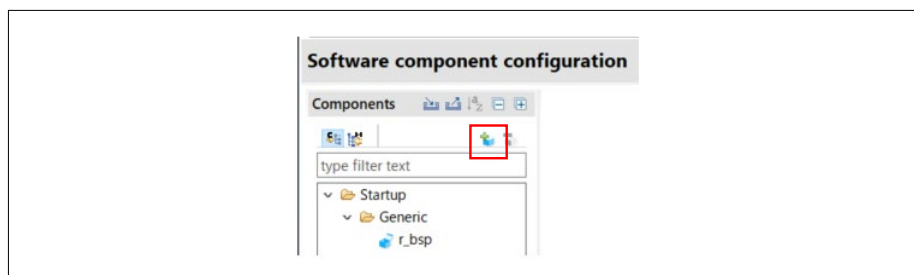 Software component configuration
Components
type filter text
Startup
Generic
r_bsp